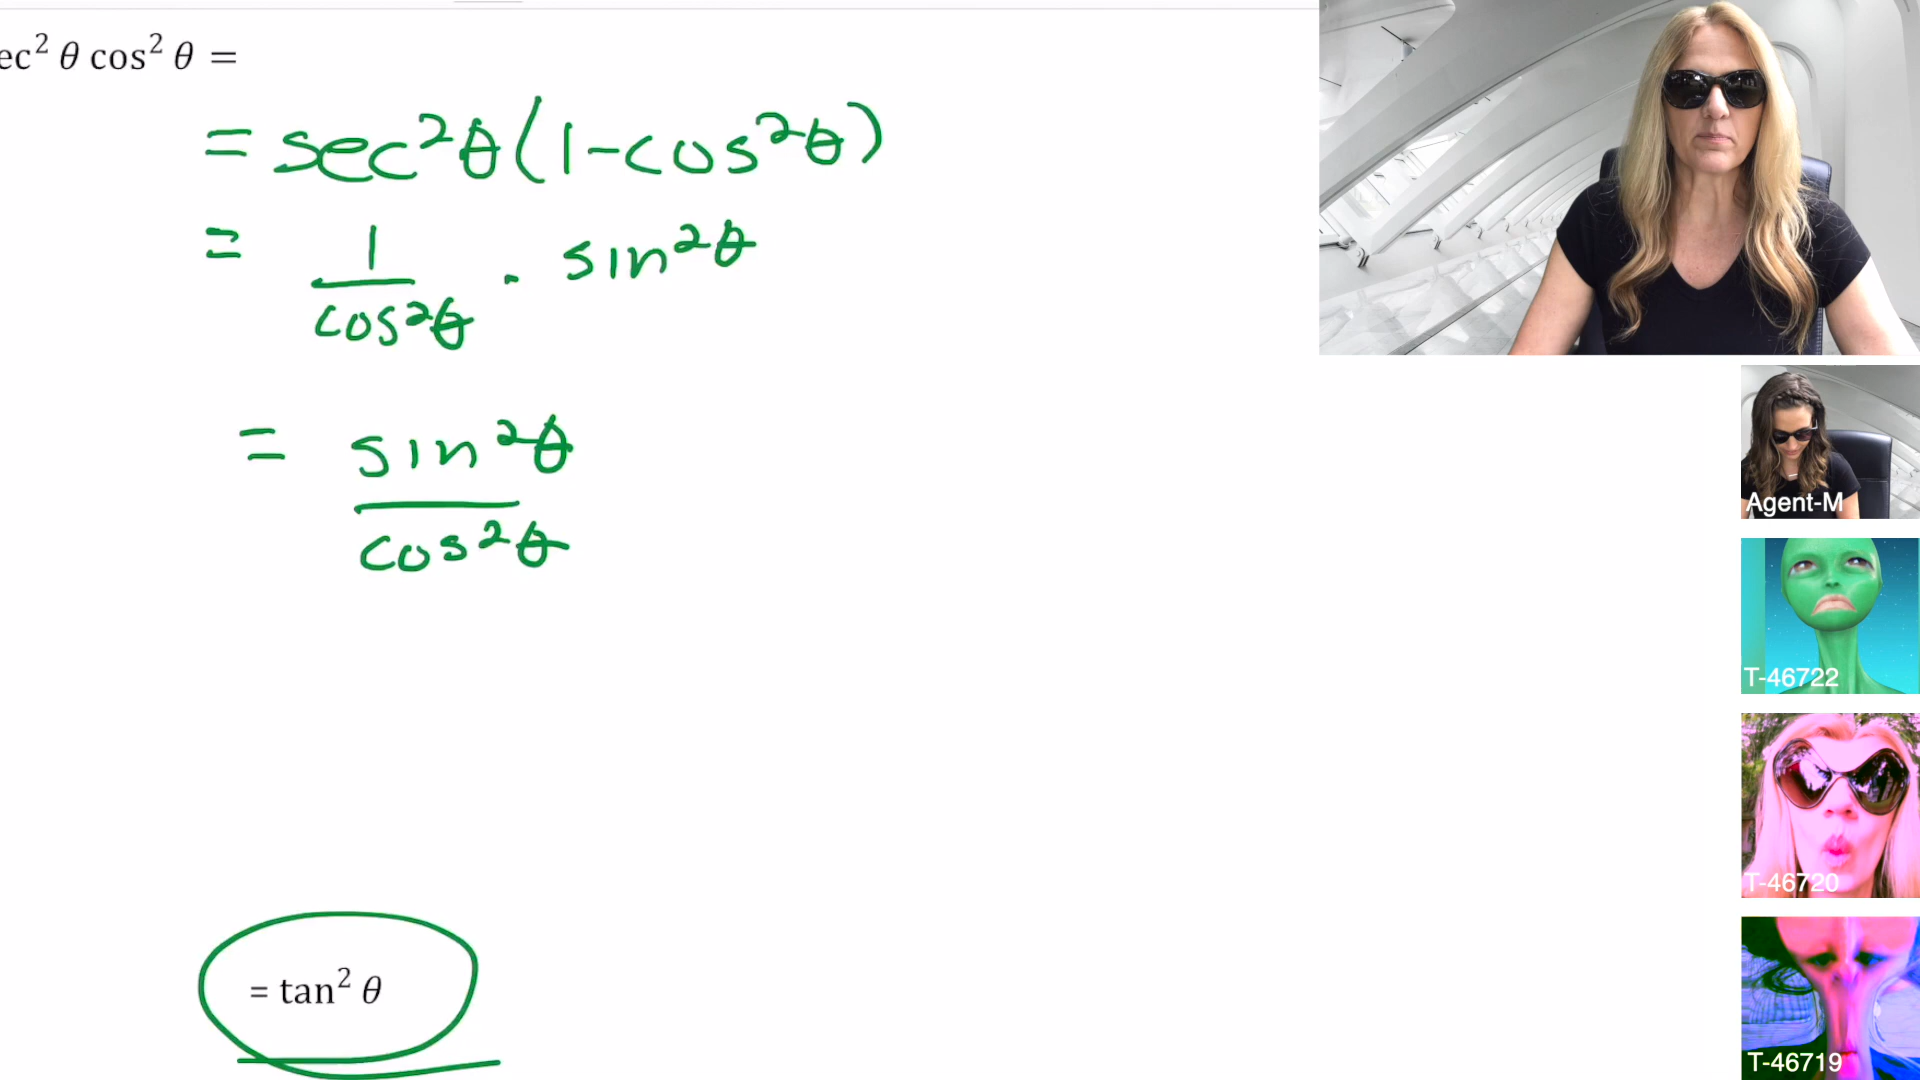 ec² θ cos² θ =
= sec²θ(1-cos²θ)
= 1/cos²θ · sin²θ
= sin²θ/cos²θ
= tan² θ
Agent-M
T-46722
T-46720
T-46719